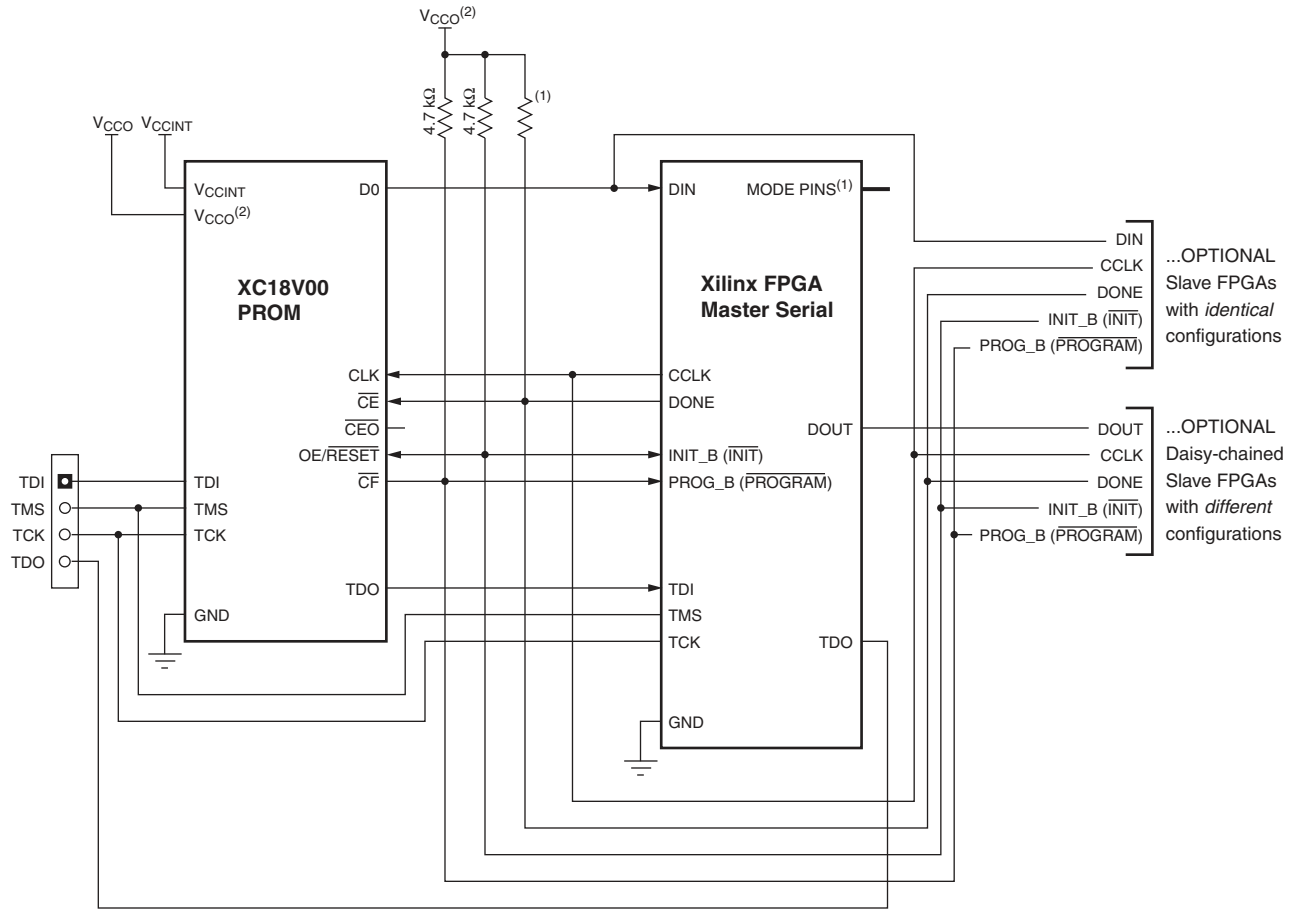 VCCO(2)
4.7 kΩ
4.7 kΩ
(1)
VCCO
VCCINT
VCCINT
VCCO(2)
D0
XC18V00
PROM
CLK
CE
CEO
OE/RESET
CF
TDI
TMS
TCK
TDO
GND
TDI
TMS
TCK
TDO
DIN
MODE PINS(1)
Xilinx FPGA
Master Serial
CCLK
DONE
DOUT
INIT_B (INIT)
PROG_B (PROGRAM)
TDI
TMS
TCK
TDO
GND
DIN
CCLK
DONE
INIT_B (INIT)
PROG_B (PROGRAM)
...OPTIONAL
Slave FPGAs
with identical
configurations
DOUT
CCLK
DONE
INIT_B (INIT)
PROG_B (PROGRAM)
...OPTIONAL
Daisy-chained
Slave FPGAs
with different
configurations